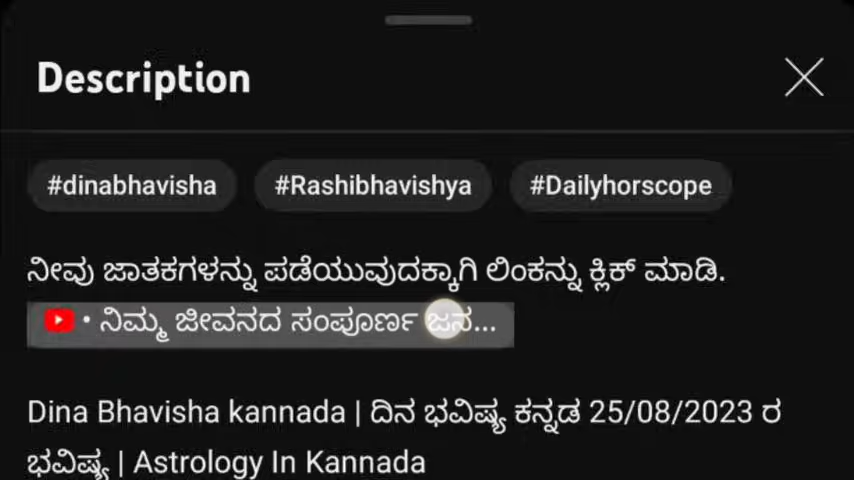 Description
#dinabhavisha #Rashibhavishya #Dailyhorscope
ನೀವು ಜಾತಕಗಳನ್ನು ಪಡೆಯುವುದಕ್ಕಾಗಿ ಲಿಂಕನ್ನು ಕ್ಲಿಕ್ ಮಾಡಿ.
• ನಿಮ್ಮ ಜೀವನದ ಸಂಪೂರ್ಣ ಜನ...
Dina Bhavisha kannada | ದಿನ ಭವಿಷ್ಯ ಕನ್ನಡ 25/08/2023 ರ
ಭವಿಷ್ಯ | Astrology In Kannada